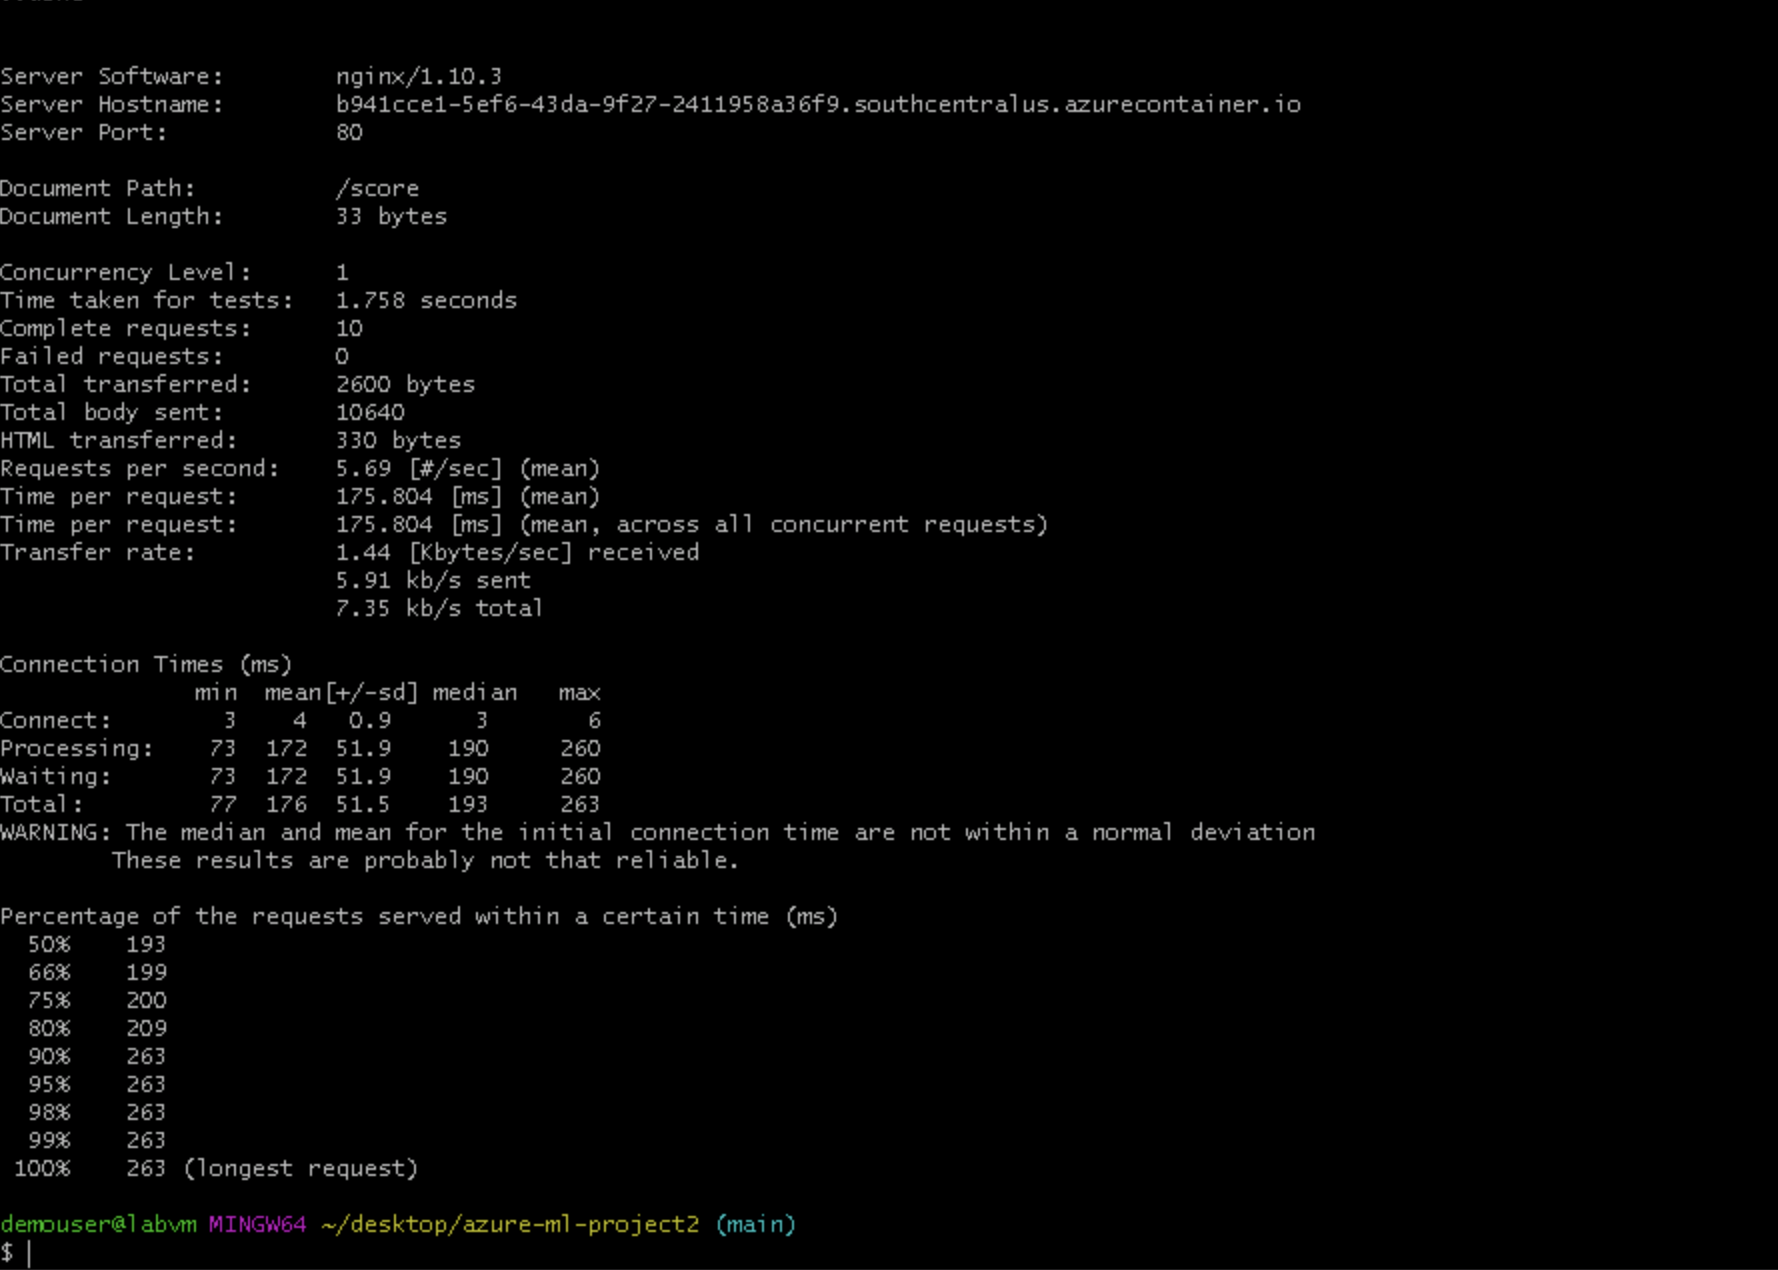 Server Software:        nginx/1.10.3
Server Hostname:        b941cce1-5ef6-43da-9f27-2411958a36f9.southcentralus.azurecontainer.io
Server Port:            80
Document Path:          /score
Document Length:        33 bytes
Concurrency Level:      1
Time taken for tests:   1.758 seconds
Complete requests:      10
Failed requests:        0
Total transferred:      2600 bytes
Total body sent:        10640
HTML transferred:       330 bytes
Requests per second:    5.69 [#/sec] (mean)
Time per request:       175.804 [ms] (mean)
Time per request:       175.804 [ms] (mean, across all concurrent requests)
Transfer rate:          1.44 [Kbytes/sec] received
                        5.91 kb/s sent
                        7.35 kb/s total
Connection Times (ms)
              min  mean[+/-sd] median   max
Connect:        3    4   0.9      3       6
Processing:    73  172  51.9    190     260
Waiting:       73  172  51.9    190     260
Total:         77  176  51.5    193     263
WARNING: The median and mean for the initial connection time are not within a normal deviation
        These results are probably not that reliable.
Percentage of the requests served within a certain time (ms)
  50%    193
  66%    199
  75%    200
  80%    209
  90%    263
  95%    263
  98%    263
  99%    263
 100%    263 (longest request)
demouser@labvm MINGW64 ~/desktop/azure-ml-project2 (main)
$